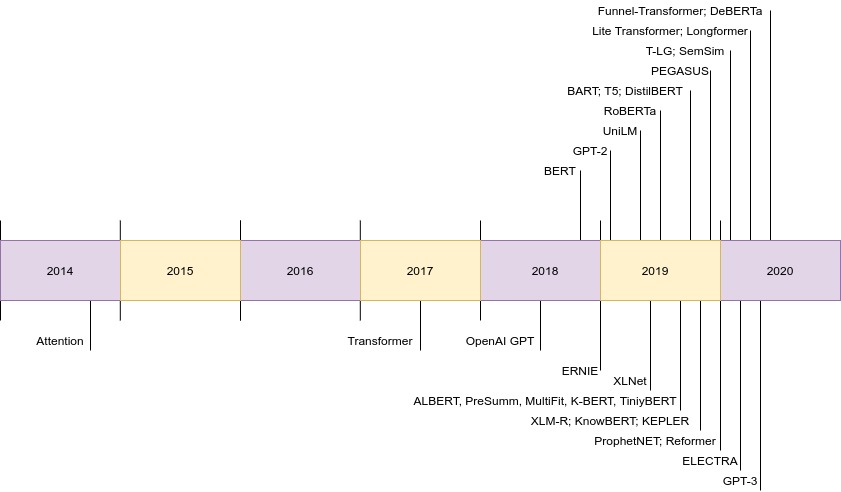 Funnel-Transformer; DeBERTa
Lite Transformer; Longformer
T-LG; SemSim
PEGASUS
BART; T5; DistilBERT
RoBERTa
UniLM
GPT-2
BERT
2014
2015
2016
2017
2018
2019
2020
Attention
Transformer
OpenAI GPT
ERNIE
XLNet
ALBERT, PreSumm, MultiFit, K-BERT, TiniyBERT
XLM-R; KnowBERT; KEPLER
ProphetNET; Reformer
ELECTRA
GPT-3